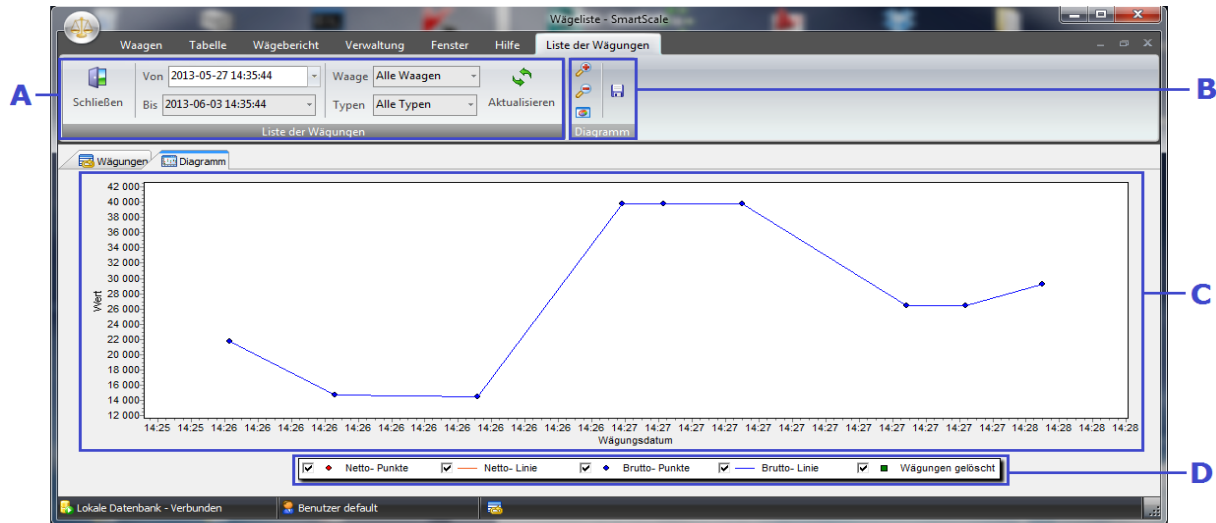 Wägeliste - SmartScale
Waagen Tabelle Wägebericht Verwaltung Fenster Hilfe Liste der Wägungen
A
B
Von 2013-05-27 14:35:44 Waage Alle Waagen
Schließen Bis 2013-06-03 14:35:44 Typen Alle Typen Aktualisieren
Liste der Wägungen Diagramm
Wägungen Diagramm
42 000
40 000
38 000
36 000
34 000
32 000
30 000
28 000
26 000
24 000
22 000
20 000
18 000
16 000
14 000
12 000
Wert
C
14:25 14:25 14:26 14:26 14:26 14:26 14:26 14:26 14:26 14:26 14:26 14:26 14:26 14:26 14:27 14:27 14:27 14:27 14:27 14:27 14:27 14:27 14:27 14:27 14:27 14:27 14:28 14:28 14:28 14:28
Wägungsdatum
Netto- Punkte Netto- Linie Brutto- Punkte Brutto- Linie Wägungen gelöscht
D
Lokale Datenbank - Verbunden Benutzer default